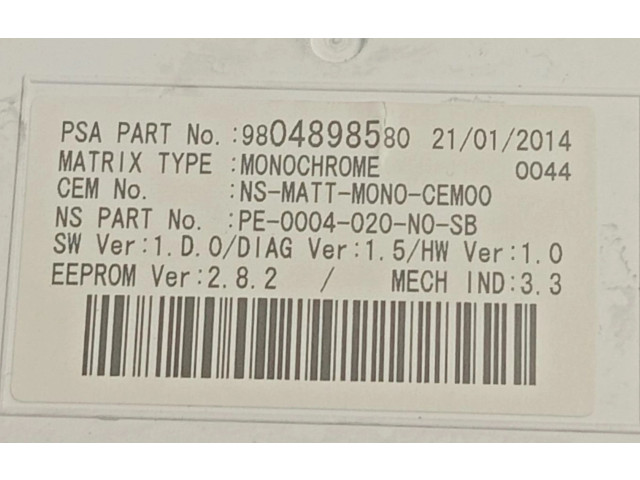 PSA PART No. :9804898580 21/01/2014
MATRIX TYPE :MONOCHROME 0044
CEM No. :NS-MATT-MONO-CEM00
NS PART No. :PE-0004-020-N0-SB
SW Ver:1.D.0/DIAG Ver:1.5/HW Ver:1.0
EEPROM Ver:2.8.2 / MECH IND:3.3